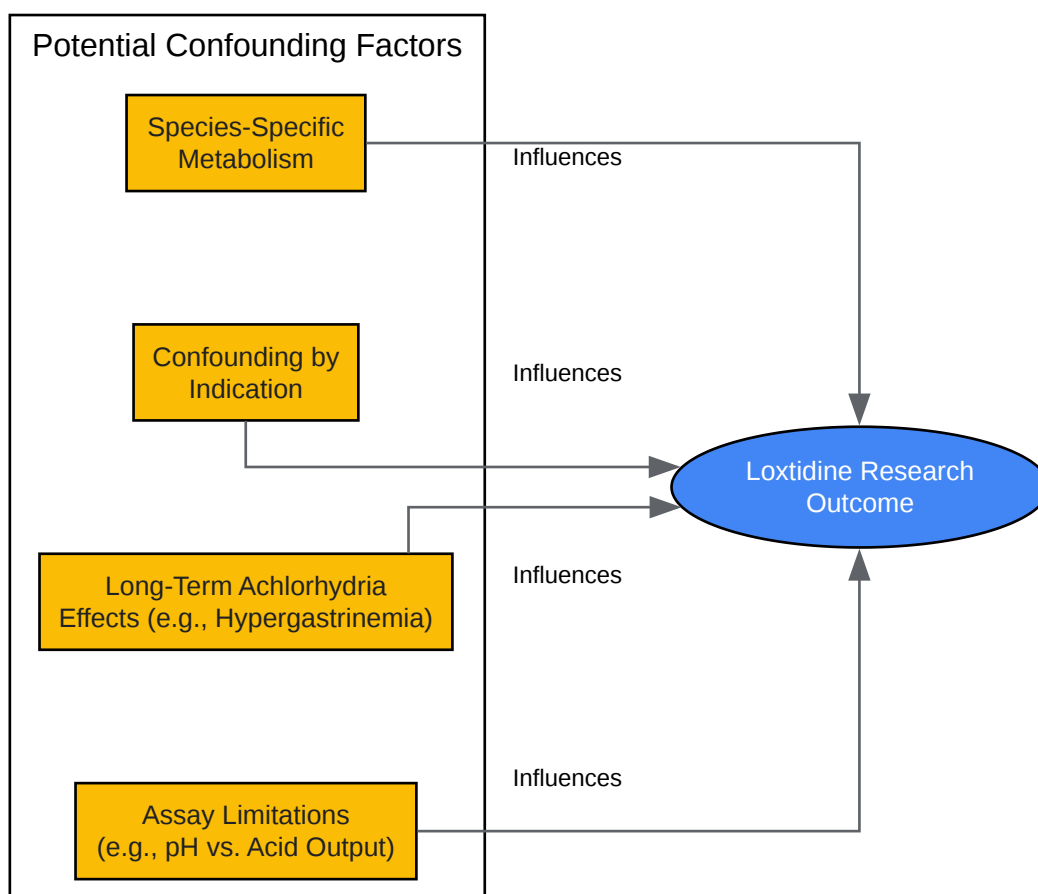 Potential Confounding Factors
Species-Specific
Metabolism
Influences
Confounding by
Indication
Influences
Loxtidine Research
Outcome
Long-Term Achlorhydria
Effects (e.g., Hypergastrinemia)
Influences
Assay Limitations
(e.g., pH vs. Acid Output)
Influences